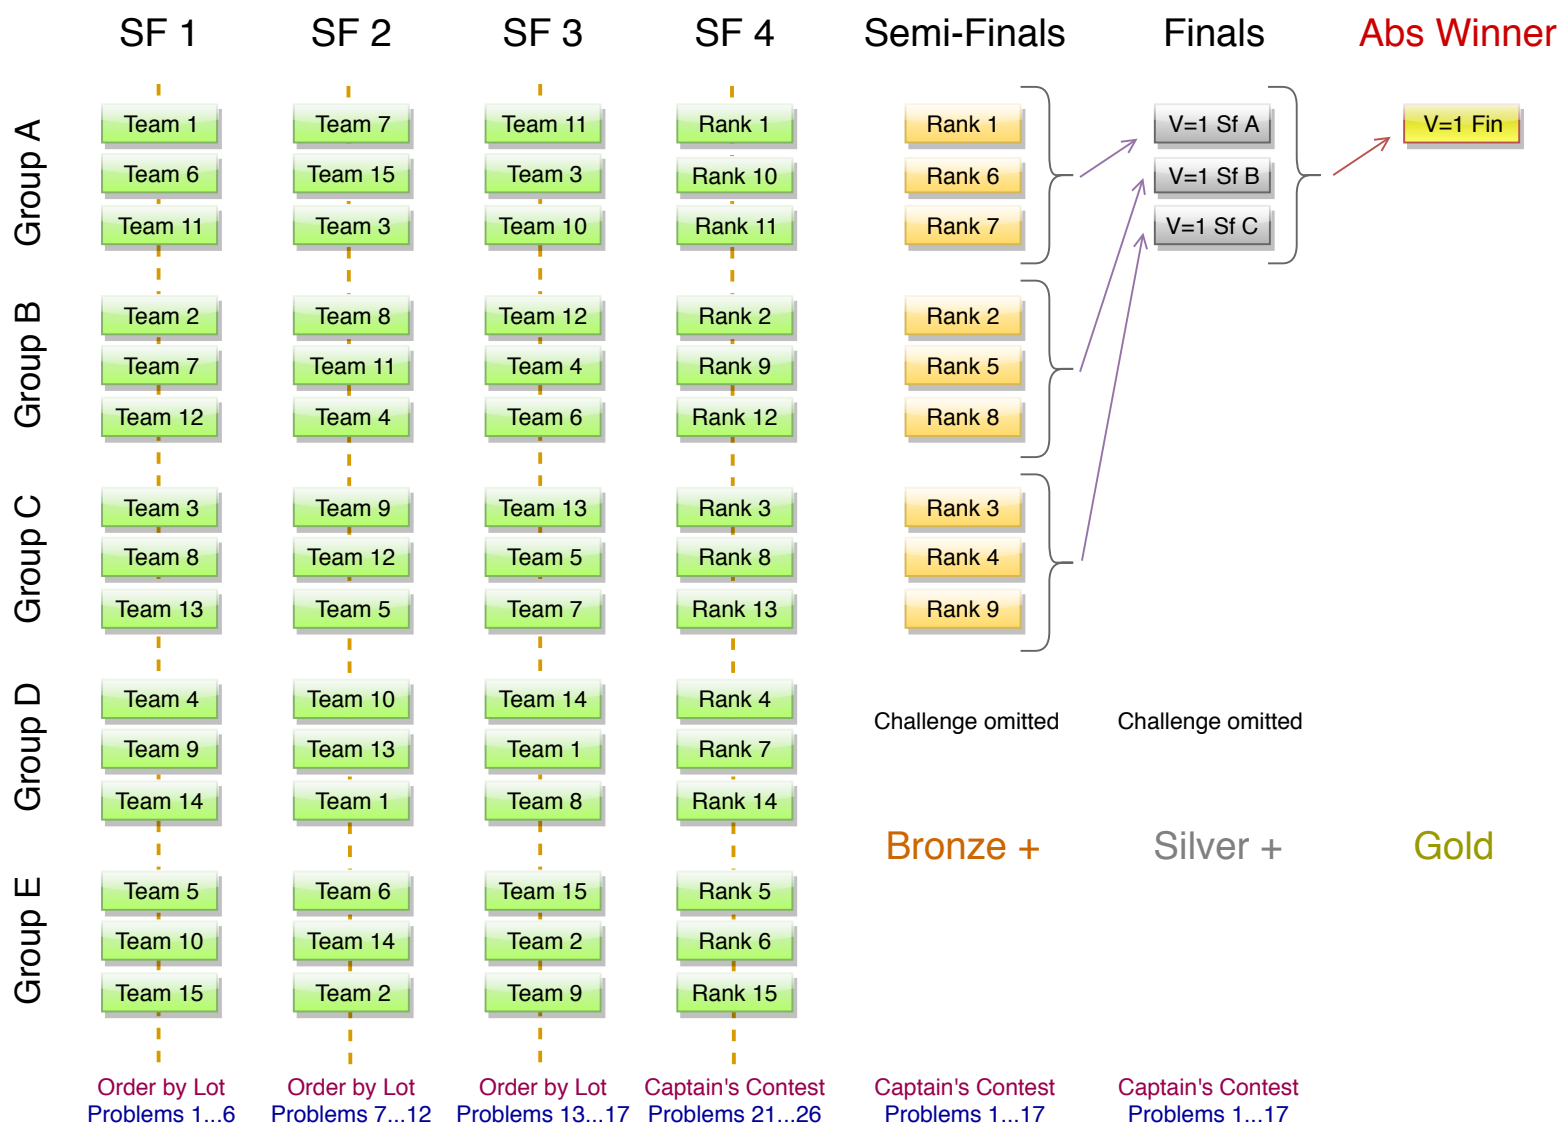 SF 1 SF 2 SF 3 SF 4 Semi-Finals Finals Abs Winner
Group A
Team 1 Team 7 Team 11 Rank 1 Rank 1 V=1 Sf A V=1 Fin
Team 6 Team 15 Team 3 Rank 10 Rank 6 V=1 Sf B
Team 11 Team 3 Team 10 Rank 11 Rank 7 V=1 Sf C
Group B
Team 2 Team 8 Team 12 Rank 2 Rank 2
Team 7 Team 11 Team 4 Rank 9 Rank 5
Team 12 Team 4 Team 6 Rank 12 Rank 8
Group C
Team 3 Team 9 Team 13 Rank 3 Rank 3
Team 8 Team 12 Team 5 Rank 8 Rank 4
Team 13 Team 5 Team 7 Rank 13 Rank 9
Group D
Team 4 Team 10 Team 14 Rank 4 Challenge omitted Challenge omitted
Team 9 Team 13 Team 1 Rank 7
Team 14 Team 1 Team 8 Rank 14
Bronze + Silver + Gold
Group E
Team 5 Team 6 Team 15 Rank 5
Team 10 Team 14 Team 2 Rank 6
Team 15 Team 2 Team 9 Rank 15
Order by Lot Order by Lot Order by Lot Captain's Contest Captain's Contest Captain's Contest
Problems 1...6 Problems 7...12 Problems 13...17 Problems 21...26 Problems 1...17 Problems 1...17